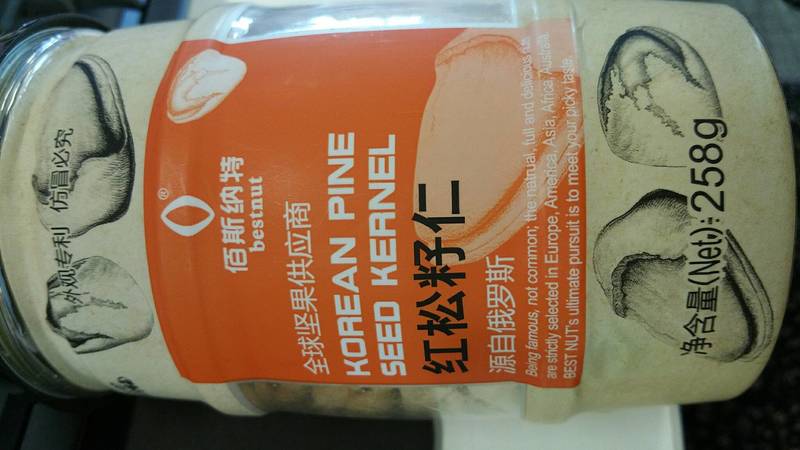 外观专利 仿冒必究
®
佰斯纳特
bestnut
全球坚果供应商
KOREAN PINE
SEED KERNEL
红松籽仁
源自俄罗斯
Being famous, not common; the natrual, full and delicious nut
are strictly selected in Europe, America, Asia, Africa, Australia
BEST NUT's ultimate pursuit is to meet your picky taste.
净含量(Net):258g